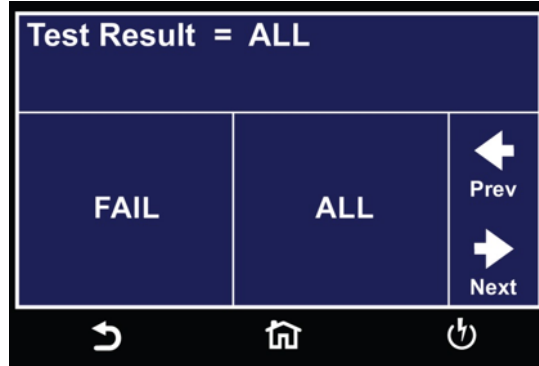 Test Result = ALL
FAIL
ALL
Prev
Next